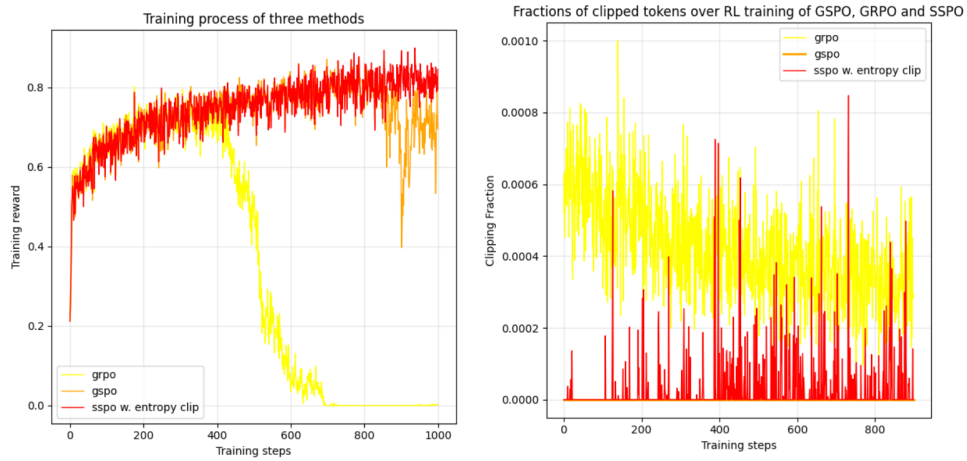 Training process of three methods
Training reward
0.8
0.6
0.4
0.2
0.0
grpo
gspo
sspo w. entropy clip
0
200
400
600
800
1000
Training steps
Fractions of clipped tokens over RL training of GSPO, GRPO and SSPO
Clipping Fraction
0.0010
0.0008
0.0006
0.0004
0.0002
0.0000
grpo
gspo
sspo w. entropy clip
0
200
400
600
800
Training steps